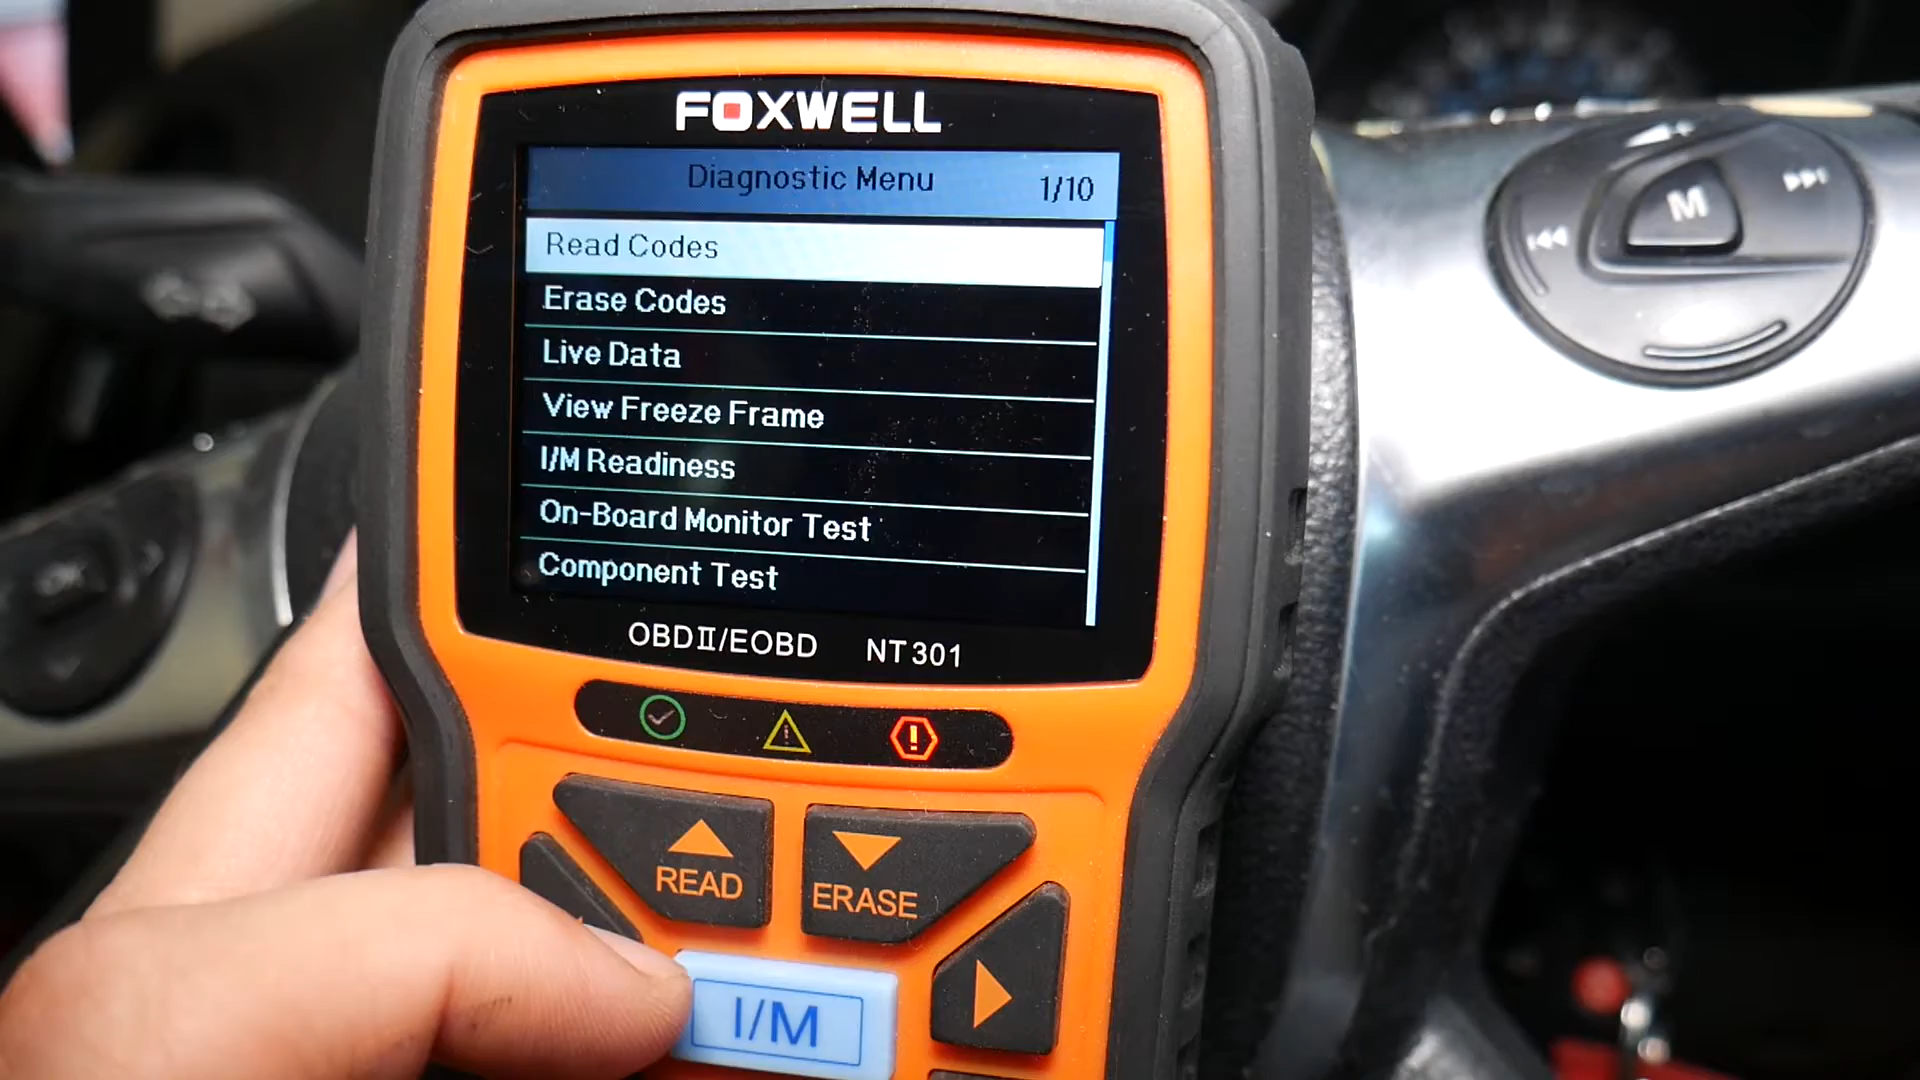 FOXWELL
Diagnostic Menu 1/10
Read Codes
Erase Codes
Live Data
View Freeze Frame
I/M Readiness
On-Board Monitor Test
Component Test
OBDII/EOBD NT301
READ
ERASE
I/M
M
OK